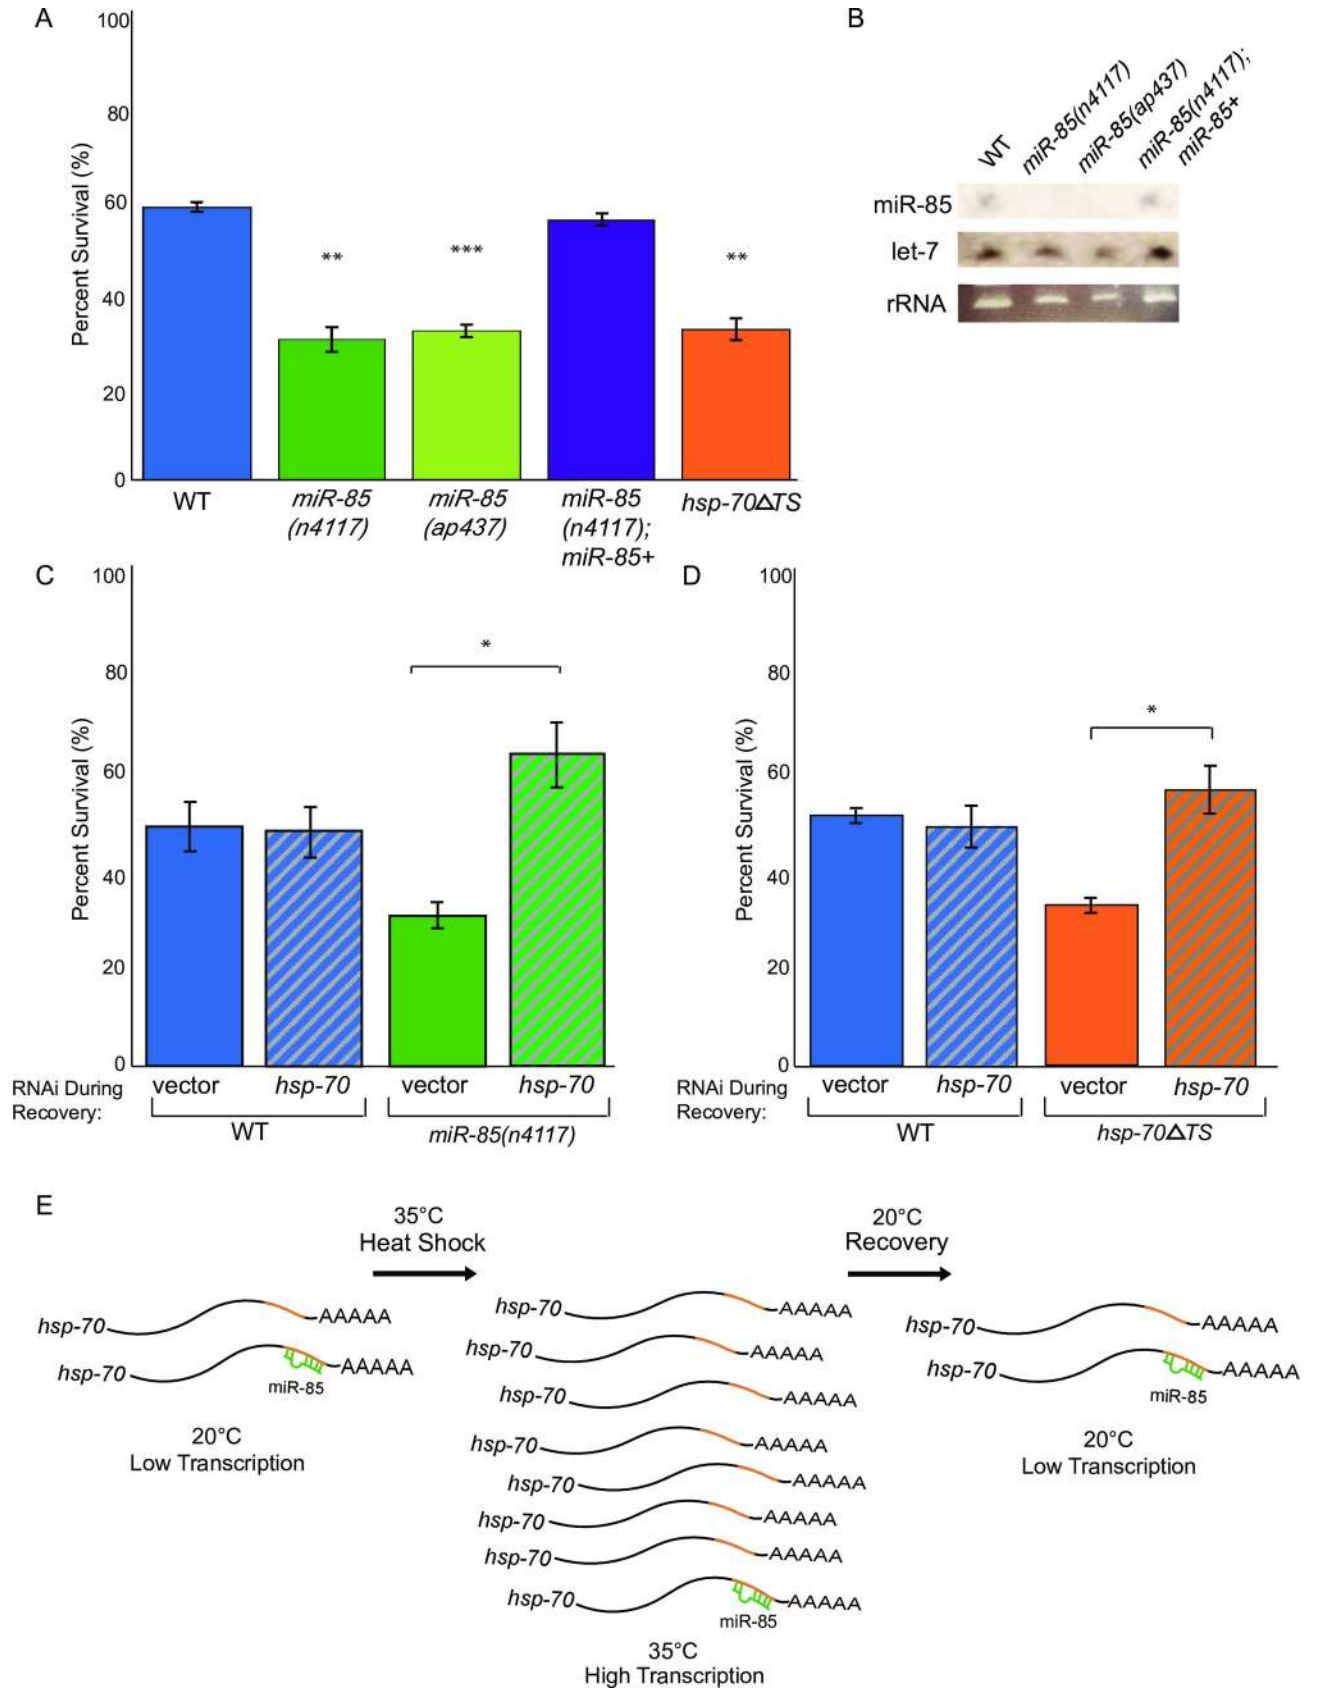 A
100
80
60
40
20
0
Percent Survival (%)
**
***
**
WT
miR-85
(n4117)
miR-85
(ap437)
miR-85
(n4117);
miR-85+
hsp-70ΔTS
B
WT
miR-85(n4117)
miR-85(ap437)
miR-85(n4117);
miR-85+
miR-85
let-7
rRNA
C
100
80
60
40
20
0
Percent Survival (%)
*
RNAi During
Recovery:
vector
hsp-70
vector
hsp-70
WT
miR-85(n4117)
D
100
80
60
40
20
0
Percent Survival (%)
*
RNAi During
Recovery:
vector
hsp-70
vector
hsp-70
WT
hsp-70ΔTS
E
35°C
Heat Shock
20°C
Recovery
hsp-70 AAAAA
hsp-70 AAAAA
miR-85
20°C
Low Transcription
hsp-70 AAAAA
hsp-70 AAAAA
hsp-70 AAAAA
hsp-70 AAAAA
hsp-70 AAAAA
hsp-70 AAAAA
hsp-70 AAAAA
hsp-70 AAAAA
miR-85
35°C
High Transcription
hsp-70 AAAAA
hsp-70 AAAAA
miR-85
20°C
Low Transcription